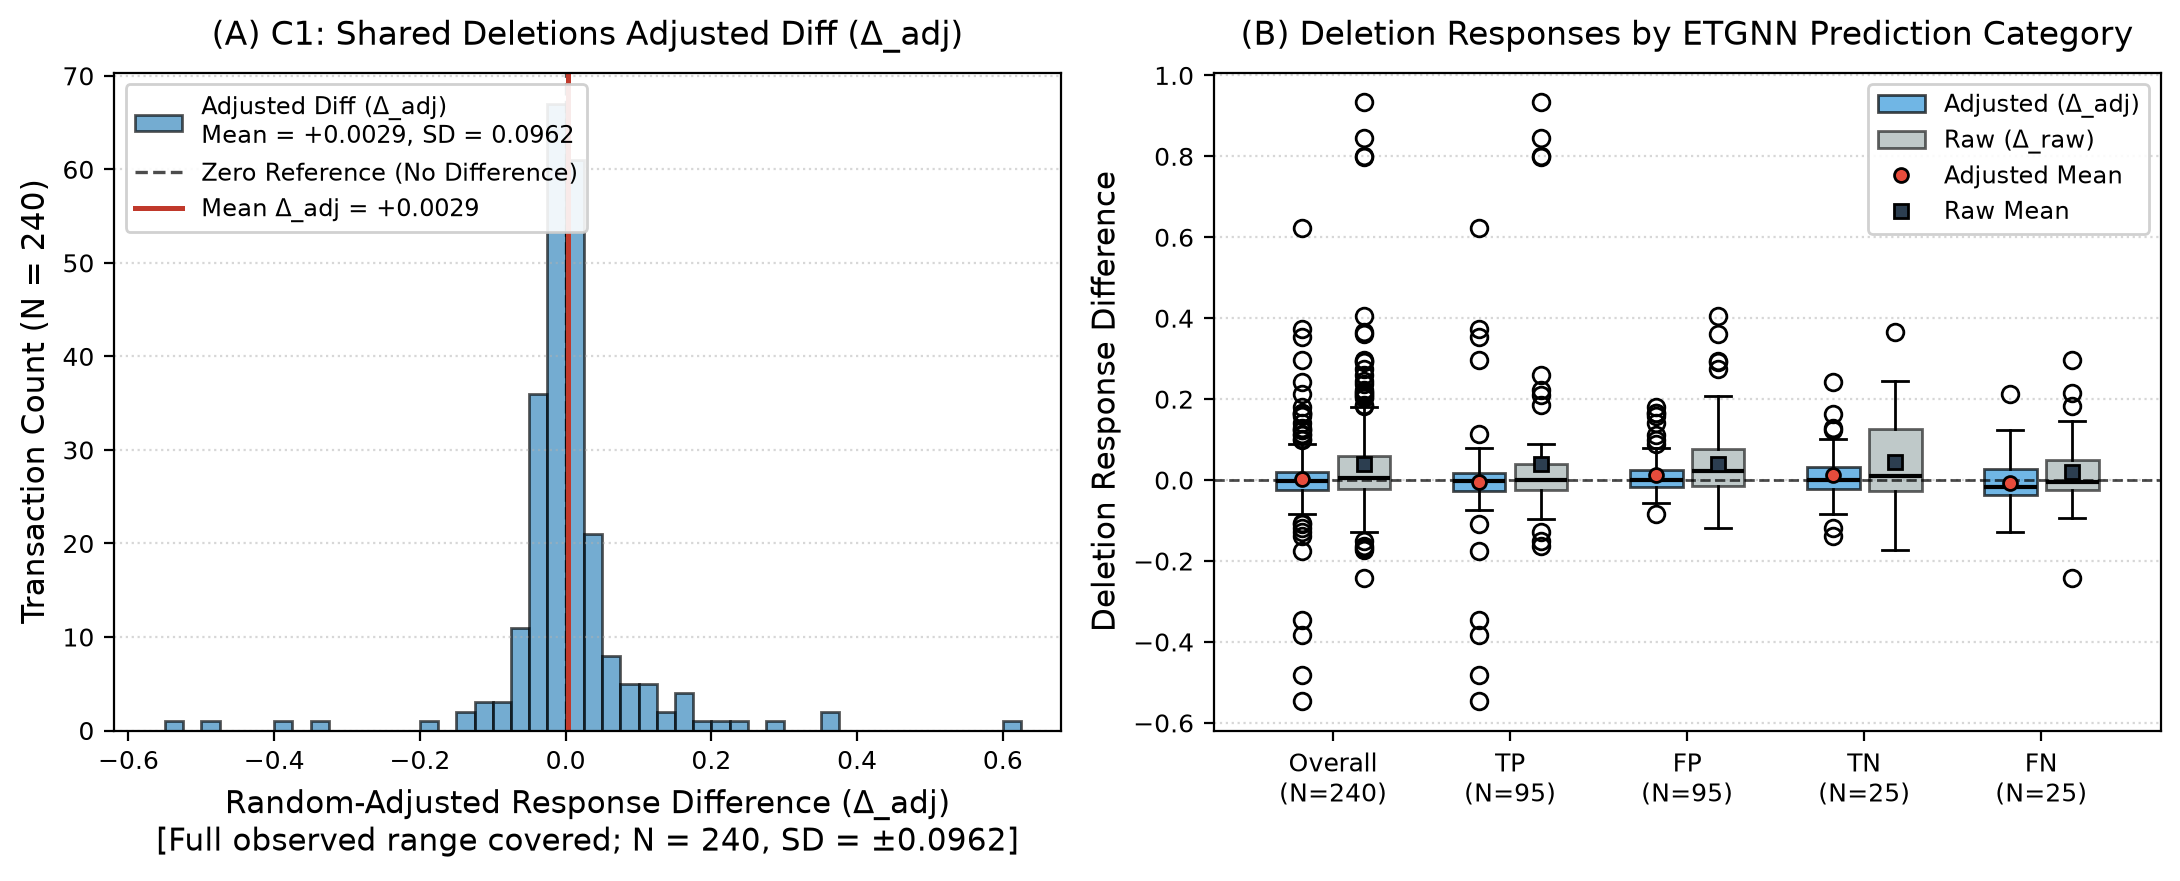 (A) C1: Shared Deletions Adjusted Diff (Δ_adj)
Adjusted Diff (Δ_adj)
Mean = +0.0029, SD = 0.0962
Zero Reference (No Difference)
Mean Δ_adj = +0.0029
Transaction Count (N = 240)
70
60
50
40
30
20
10
0
−0.6
−0.4
−0.2
0.0
0.2
0.4
0.6
Random-Adjusted Response Difference (Δ_adj)
[Full observed range covered; N = 240, SD = ±0.0962]
(B) Deletion Responses by ETGNN Prediction Category
Adjusted (Δ_adj)
Raw (Δ_raw)
Adjusted Mean
Raw Mean
Deletion Response Difference
1.0
0.8
0.6
0.4
0.2
0.0
−0.2
−0.4
−0.6
Overall
(N=240)
TP
(N=95)
FP
(N=95)
TN
(N=25)
FN
(N=25)